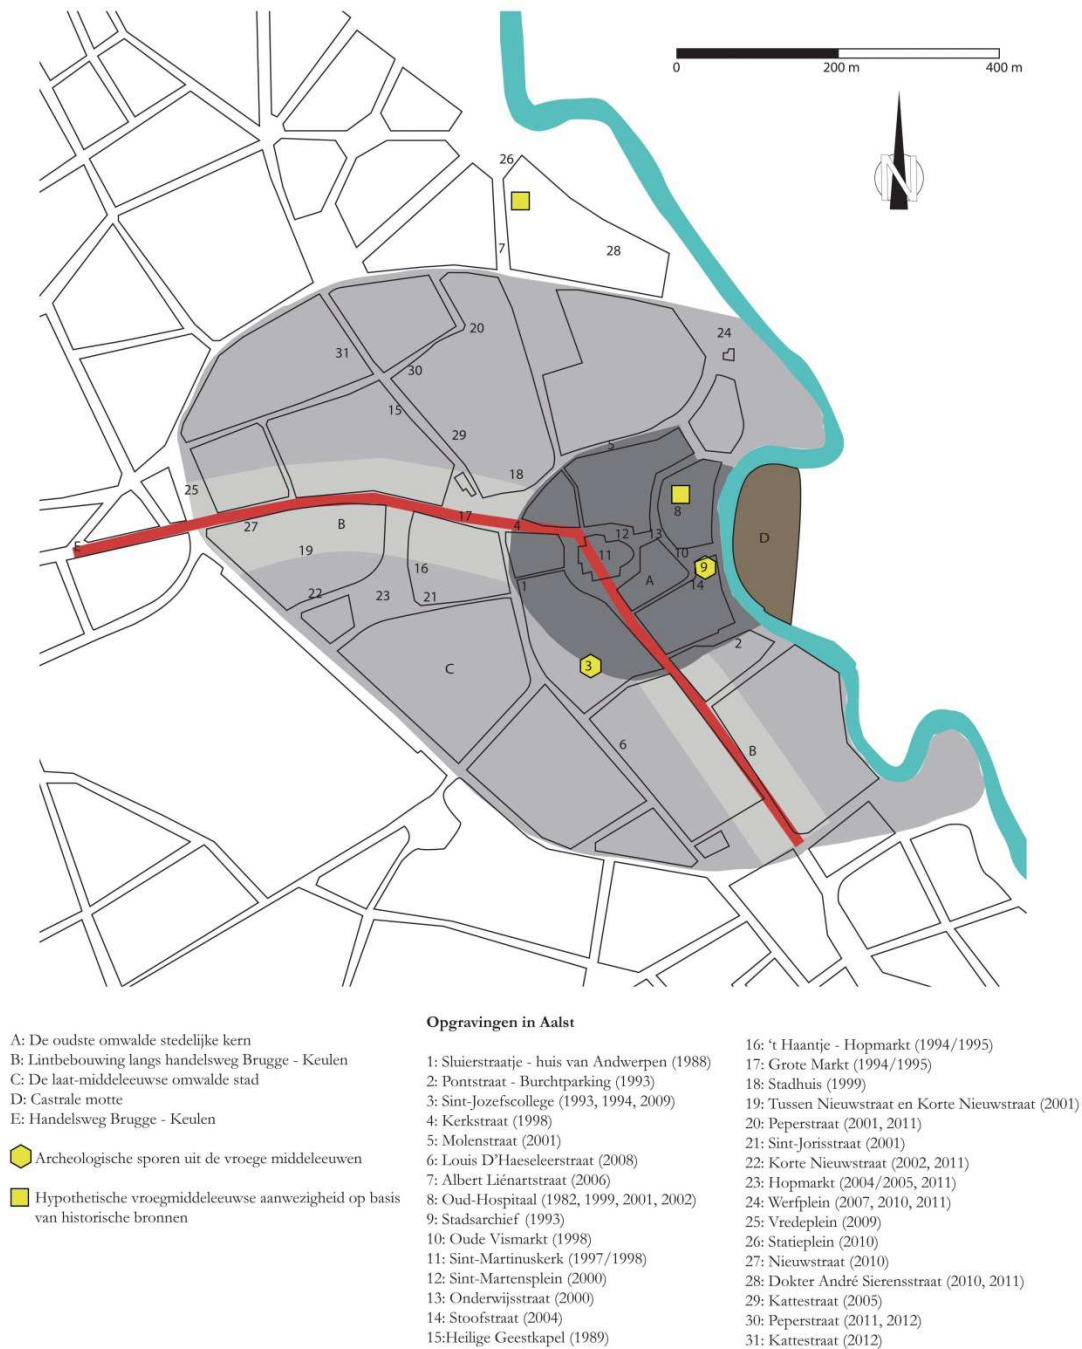 0
200 m
400 m
N
26
7
28
24
20
31
30
15
29
5
18
25
8
17
4
27
B
12
13
E
19
11
10
D
9
16
A
14
1
22
23
21
2
3
C
6
B
A: De oudste omwalde stedelijke kern
B: Lintbebouwing langs handelsweg Brugge - Keulen
C: De laat-middeleeuwse omwalde stad
D: Castrale motte
E: Handelsweg Brugge - Keulen
Archeologische sporen uit de vroege middeleeuwen
Hypothetische vroegmiddeleeuwse aanwezigheid op basis
van historische bronnen
Opgravingen in Aalst
1: Sluierstraatje - huis van Andwerpen (1988)
2: Pontstraat - Burchtparking (1993)
3: Sint-Jozefscollege (1993, 1994, 2009)
4: Kerkstraat (1998)
5: Molenstraat (2001)
6: Louis D'Haeseleerstraat (2008)
7: Albert Liénartstraat (2006)
8: Oud-Hospitaal (1982, 1999, 2001, 2002)
9: Stadsarchief (1993)
10: Oude Vismarkt (1998)
11: Sint-Martinuskerk (1997/1998)
12: Sint-Martensplein (2000)
13: Onderwijsstraat (2000)
14: Stoofstraat (2004)
15:Heilige Geestkapel (1989)
16: 't Haantje - Hopmarkt (1994/1995)
17: Grote Markt (1994/1995)
18: Stadhuis (1999)
19: Tussen Nieuwstraat en Korte Nieuwstraat (2001)
20: Peperstraat (2001, 2011)
21: Sint-Jorisstraat (2001)
22: Korte Nieuwstraat (2002, 2011)
23: Hopmarkt (2004/2005, 2011)
24: Werfplein (2007, 2010, 2011)
25: Vredeplein (2009)
26: Statieplein (2010)
27: Nieuwstraat (2010)
28: Dokter André Sierensstraat (2010, 2011)
29: Kattestraat (2005)
30: Peperstraat (2011, 2012)
31: Kattestraat (2012)